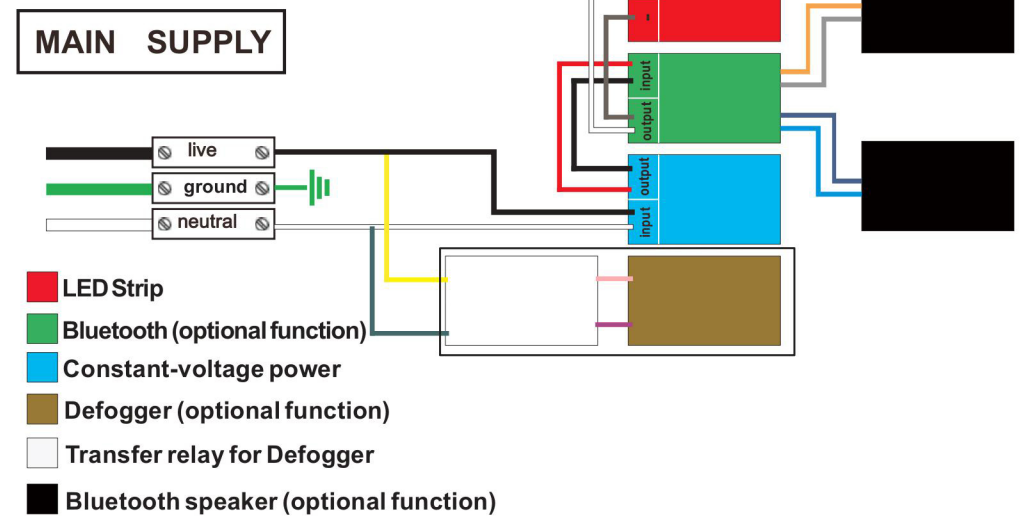 MAIN SUPPLY
-
input
output
output
input
live
ground
neutral
LED Strip
Bluetooth (optional function)
Constant-voltage power
Defogger (optional function)
Transfer relay for Defogger
Bluetooth speaker (optional function)